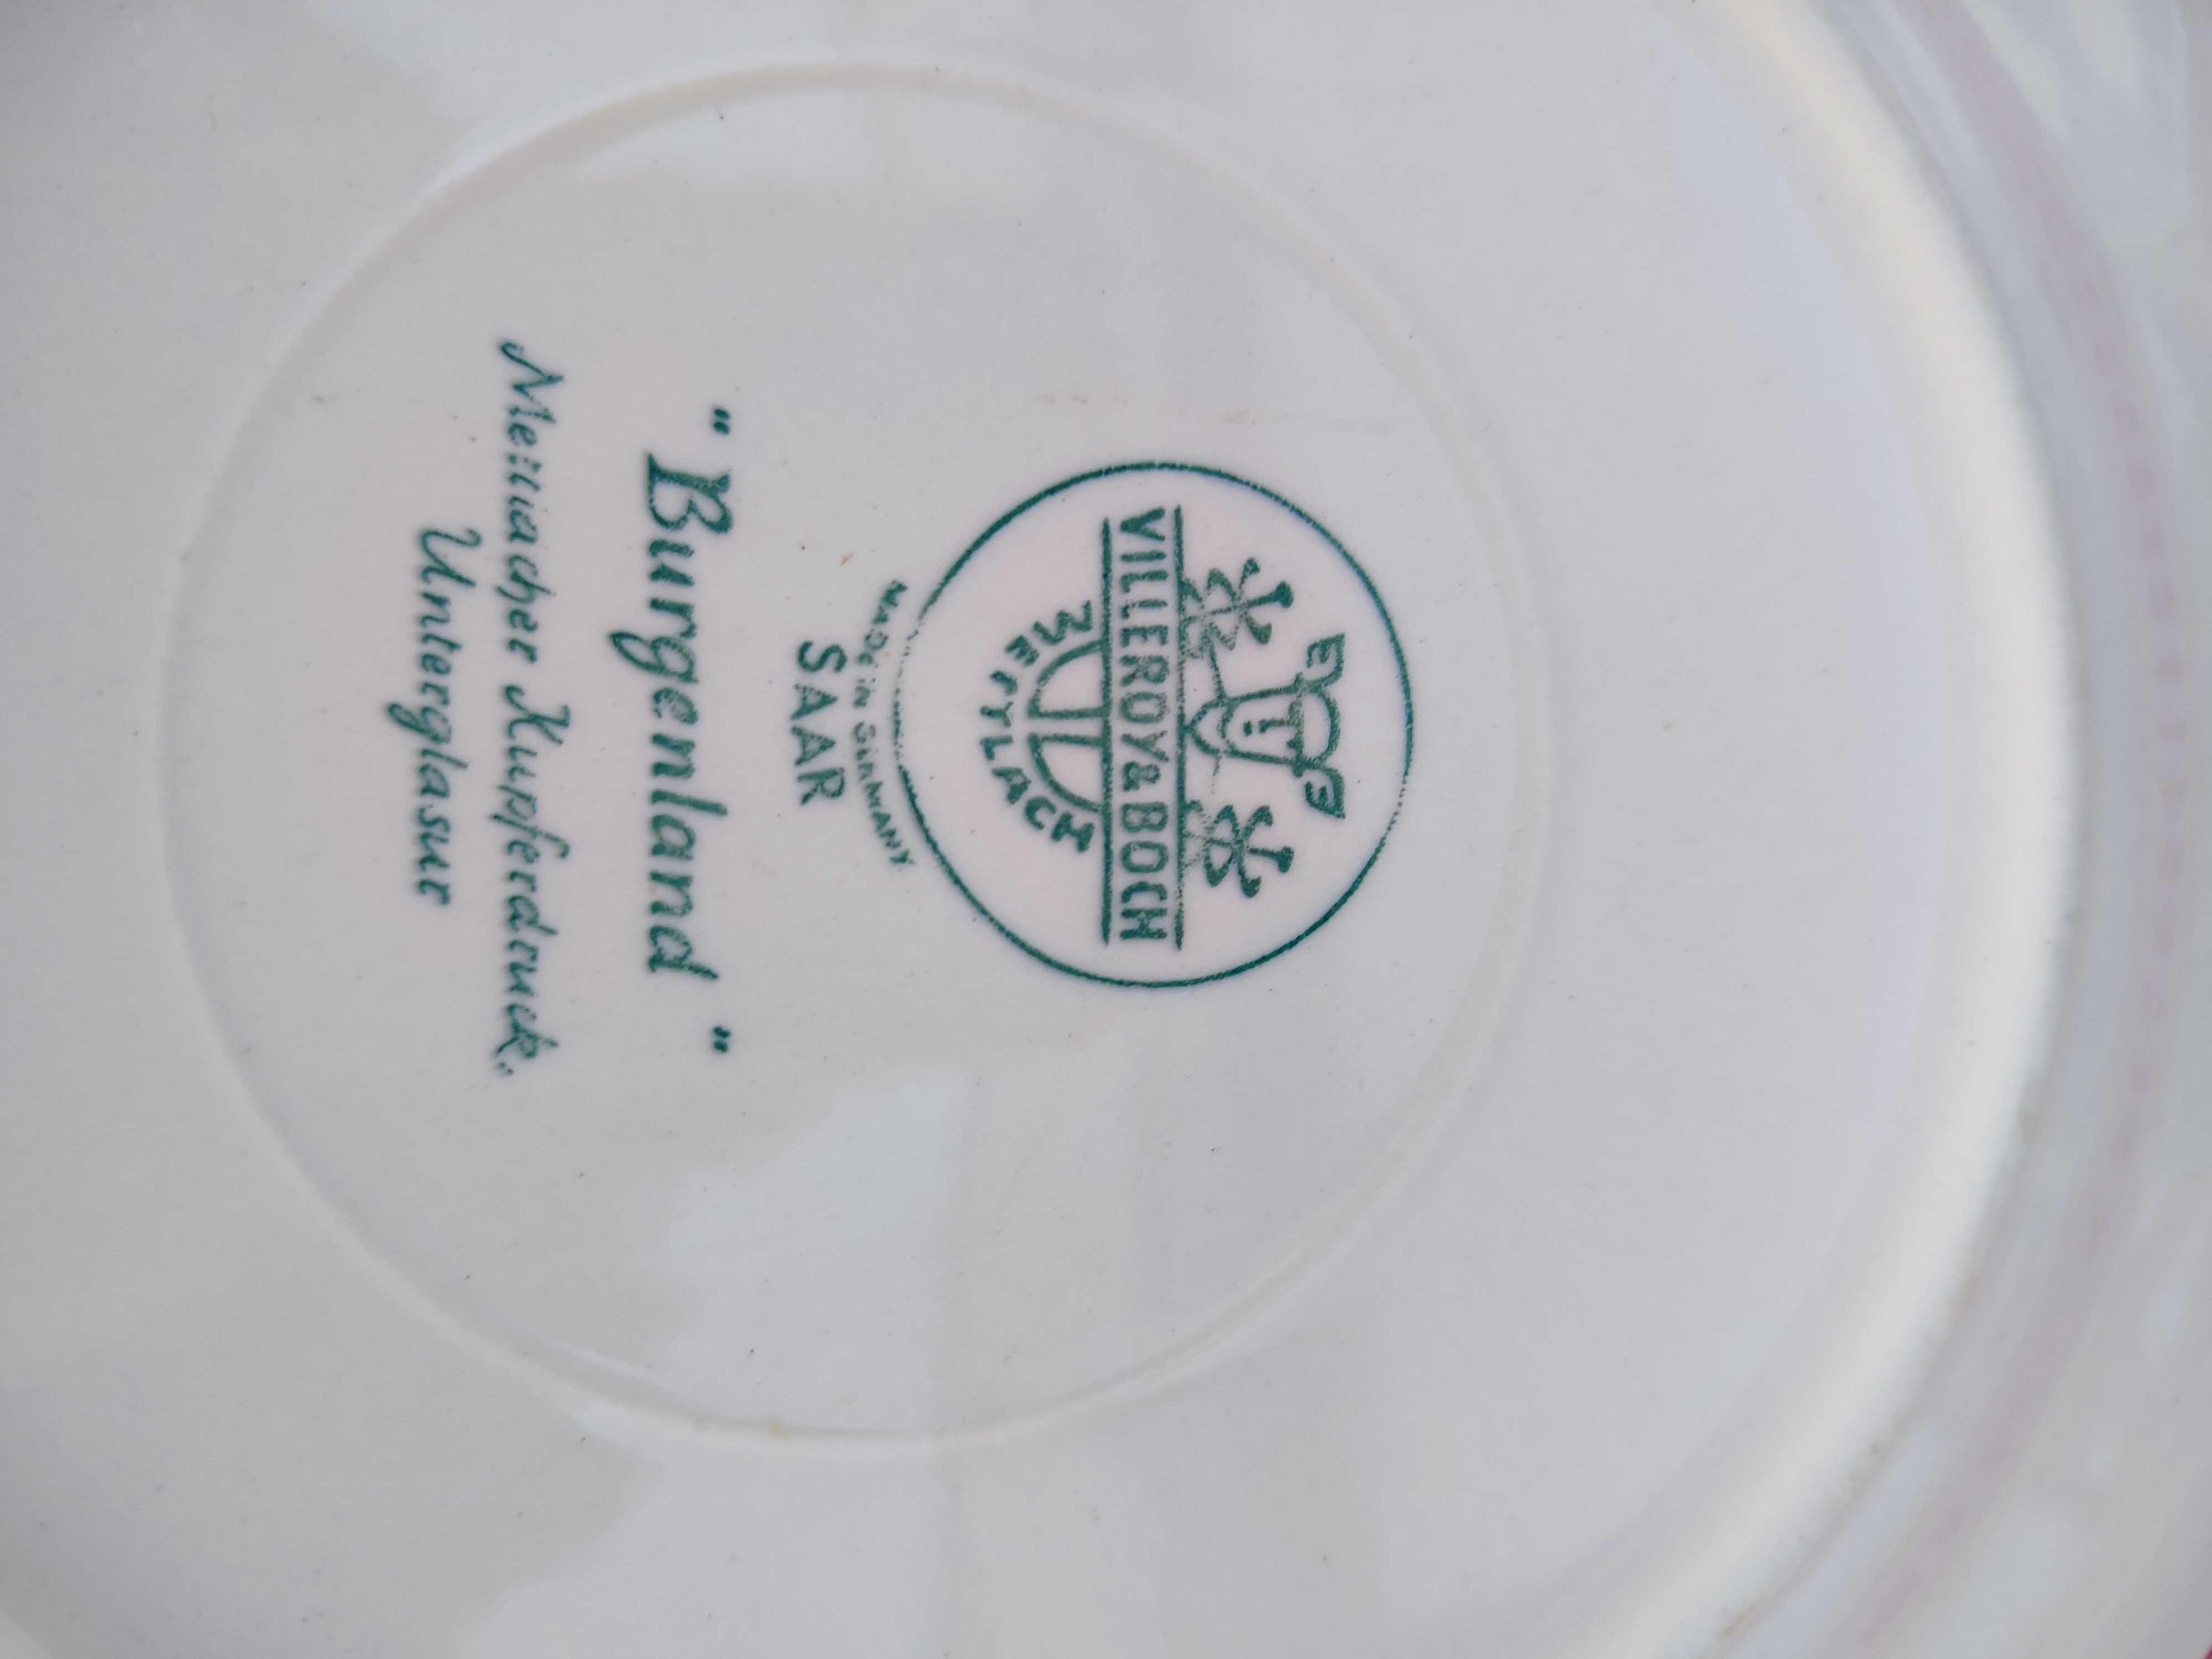 VILLEROY & BOCH
METTLACH
MADE IN GERMANY
SAAR
"Burgenland"
Mettlacher Kupferdruck"
Unterglasur